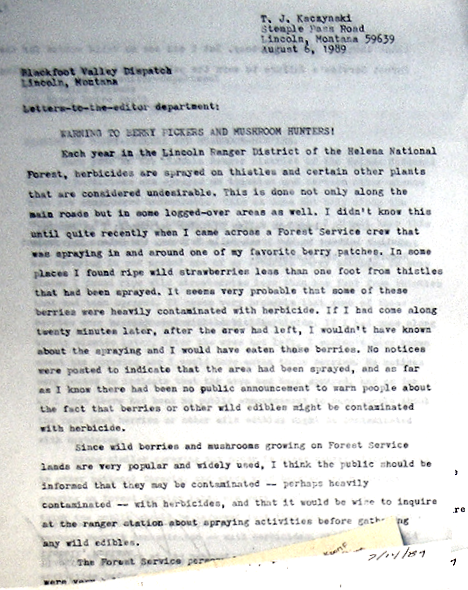 T. J. Kaczynski
Stemple Pass Road
Lincoln, Montana 59639
August 6, 1989
Blackfoot Valley Dispatch
Lincoln, Montana
Letters-to-the-editor department:
WARNING TO BERRY PICKERS AND MUSHROOM HUNTERS!
Each year in the Lincoln Ranger District of the Helena National
Forest, herbicides are sprayed on thistles and certain other plants
that are considered undesirable. This is done not only along the
main roads but in some logged-over areas as well. I didn't know this
until quite recently when I came across a Forest Service crew that
was spraying in and around one of my favorite berry patches. In some
places I found ripe wild strawberries less than one foot from thistles
that had been sprayed. It seems very probable that some of these
berries were heavily contaminated with herbicide. If I had come along
twenty minutes later, after the crew had left, I wouldn't have known
about the spraying and I would have eaten those berries. No notices
were posted to indicate that the area had been sprayed, and as far
as I know there had been no public announcement to warn people about
the fact that berries or other wild edibles might be contaminated
with herbicide.
Since wild berries and mushrooms growing on Forest Service
lands are very popular and widely used, I think the public should be
informed that they may be contaminated -- perhaps heavily
contaminated -- with herbicides, and that it would be wise to inquire
at the ranger station about spraying activities before gathering
any wild edibles.
The Forest Service
were very